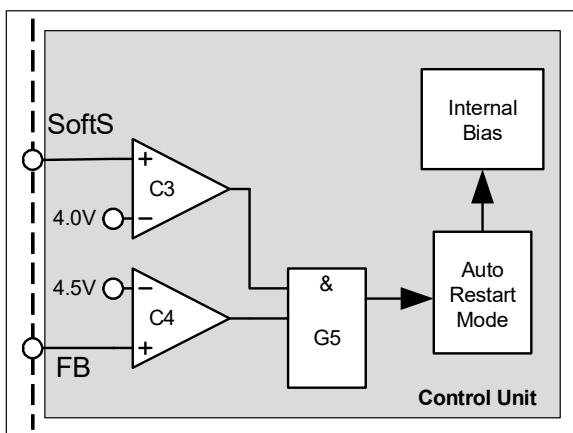 SoftS
+
C3
4.0V
−
4.5V
−
C4
+
FB
&
G5
Internal
Bias
Auto
Restart
Mode
Control Unit